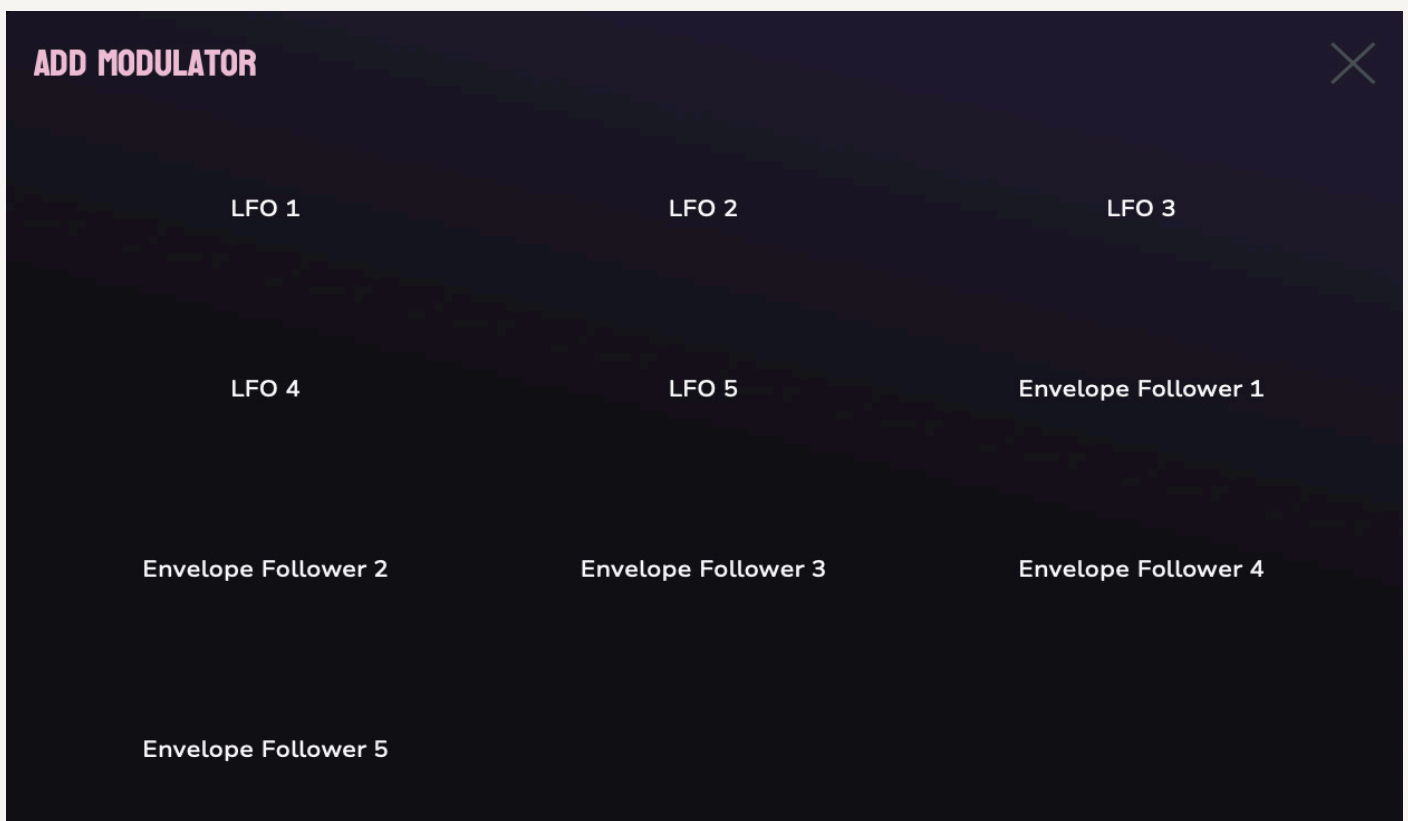 ADD MODULATOR
LFO 1
LFO 2
LFO 3
LFO 4
LFO 5
Envelope Follower 1
Envelope Follower 2
Envelope Follower 3
Envelope Follower 4
Envelope Follower 5